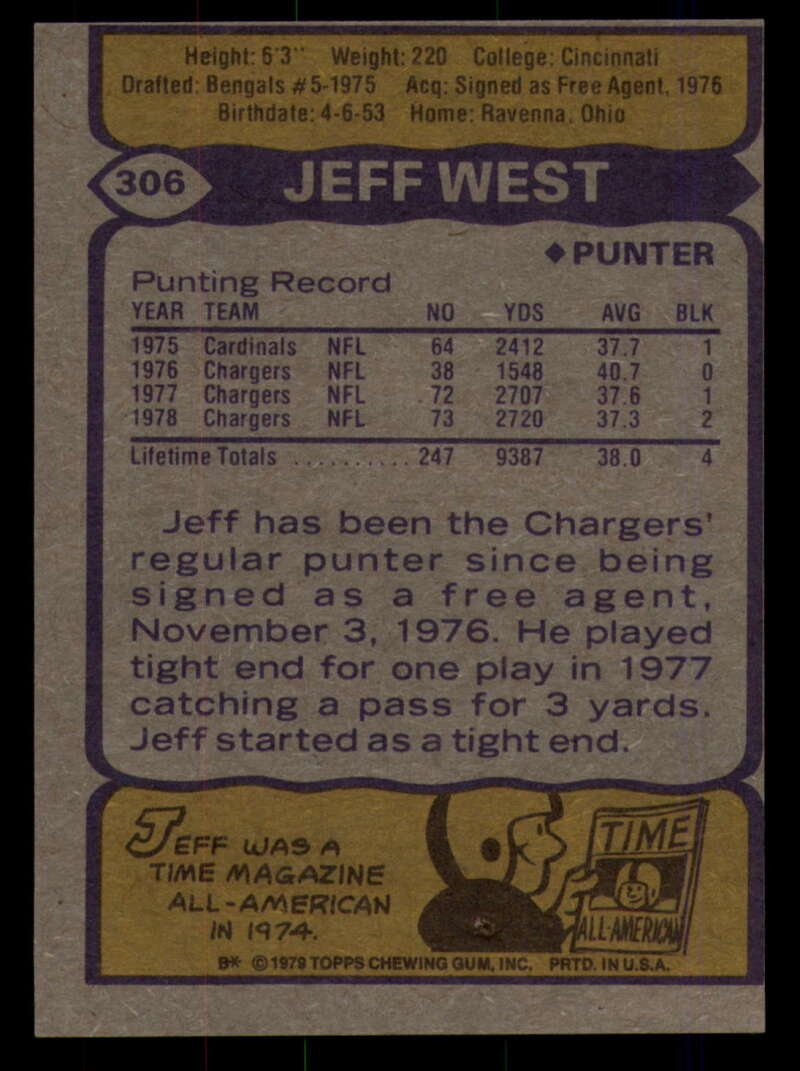 Height: 6'3" Weight: 220 College: Cincinnati
Drafted: Bengals #5-1975 Acq: Signed as Free Agent, 1976
Birthdate: 4-6-53 Home: Ravenna, Ohio
306 JEFF WEST
◆PUNTER
Punting Record
YEAR TEAM NO YDS AVG BLK
1975 Cardinals NFL 64 2412 37.7 1
1976 Chargers NFL 38 1548 40.7 0
1977 Chargers NFL 72 2707 37.6 1
1978 Chargers NFL 73 2720 37.3 2
Lifetime Totals .......... 247 9387 38.0 4
Jeff has been the Chargers'
regular punter since being
signed as a free agent,
November 3, 1976. He played
tight end for one play in 1977
catching a pass for 3 yards.
Jeff started as a tight end.
JEFF WAS A
TIME MAGAZINE
ALL-AMERICAN
IN 1974.
TIME
ALL-AMERICAN
B* ©1979 TOPPS CHEWING GUM, INC. PRTD. IN U.S.A.